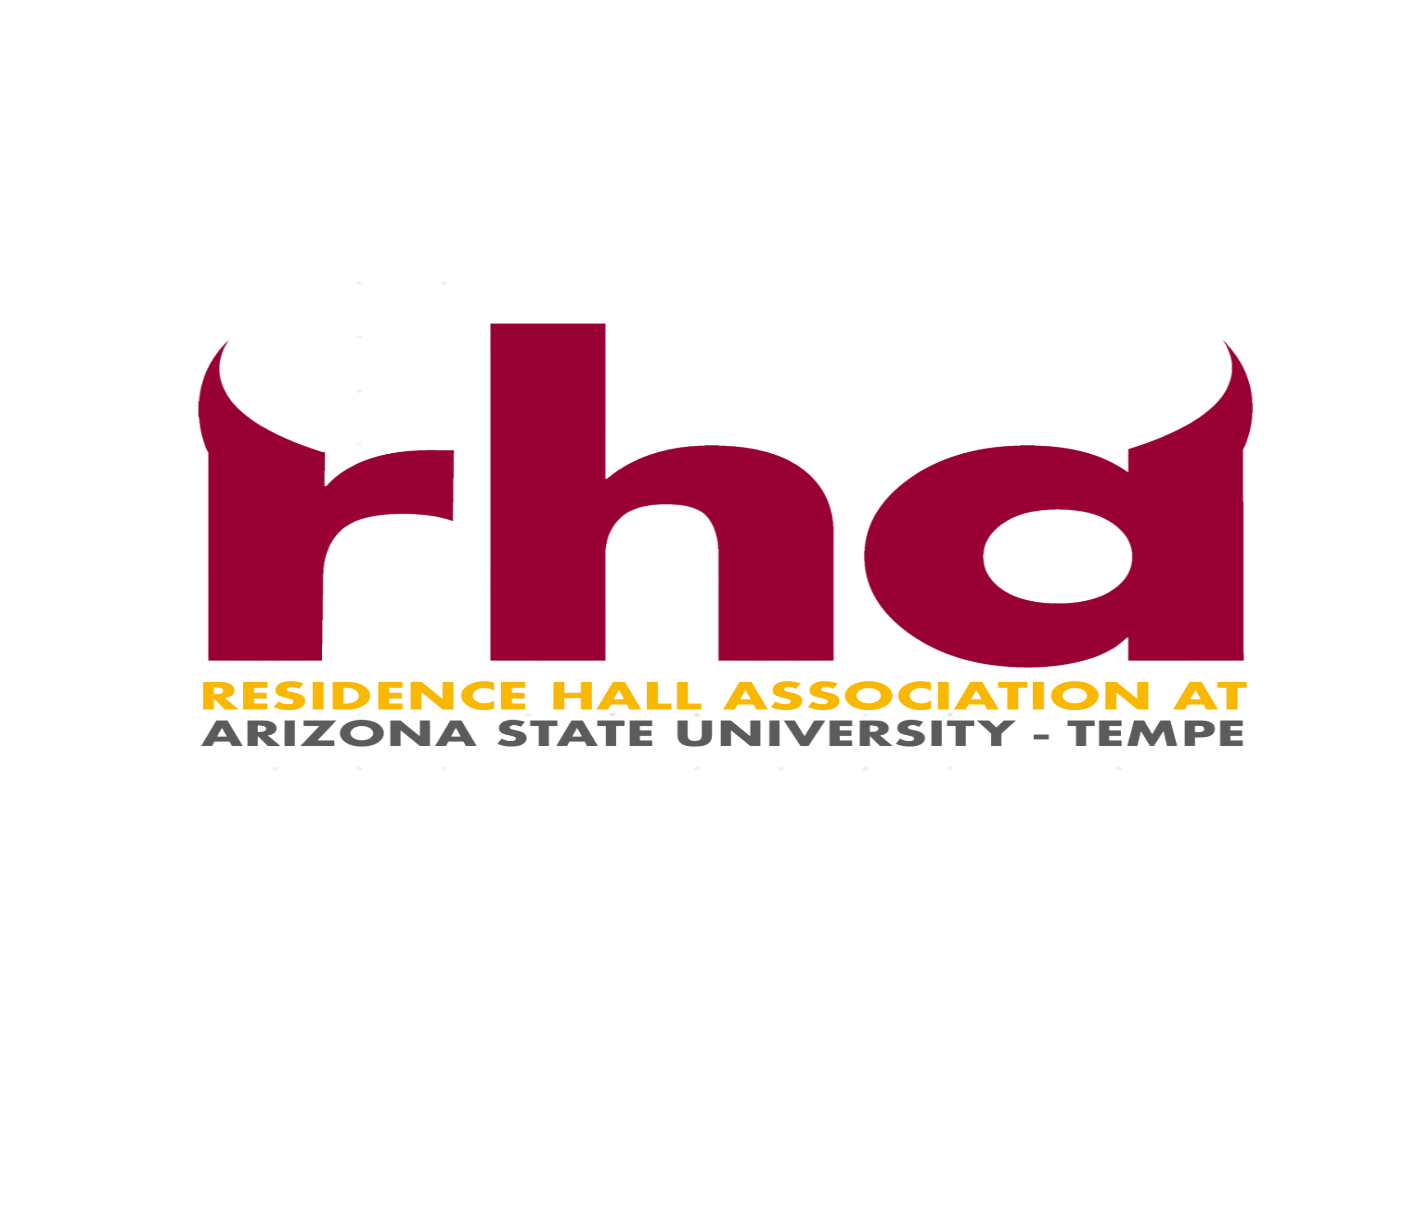 rha
RESIDENCE HALL ASSOCIATION AT
ARIZONA STATE UNIVERSITY - TEMPE